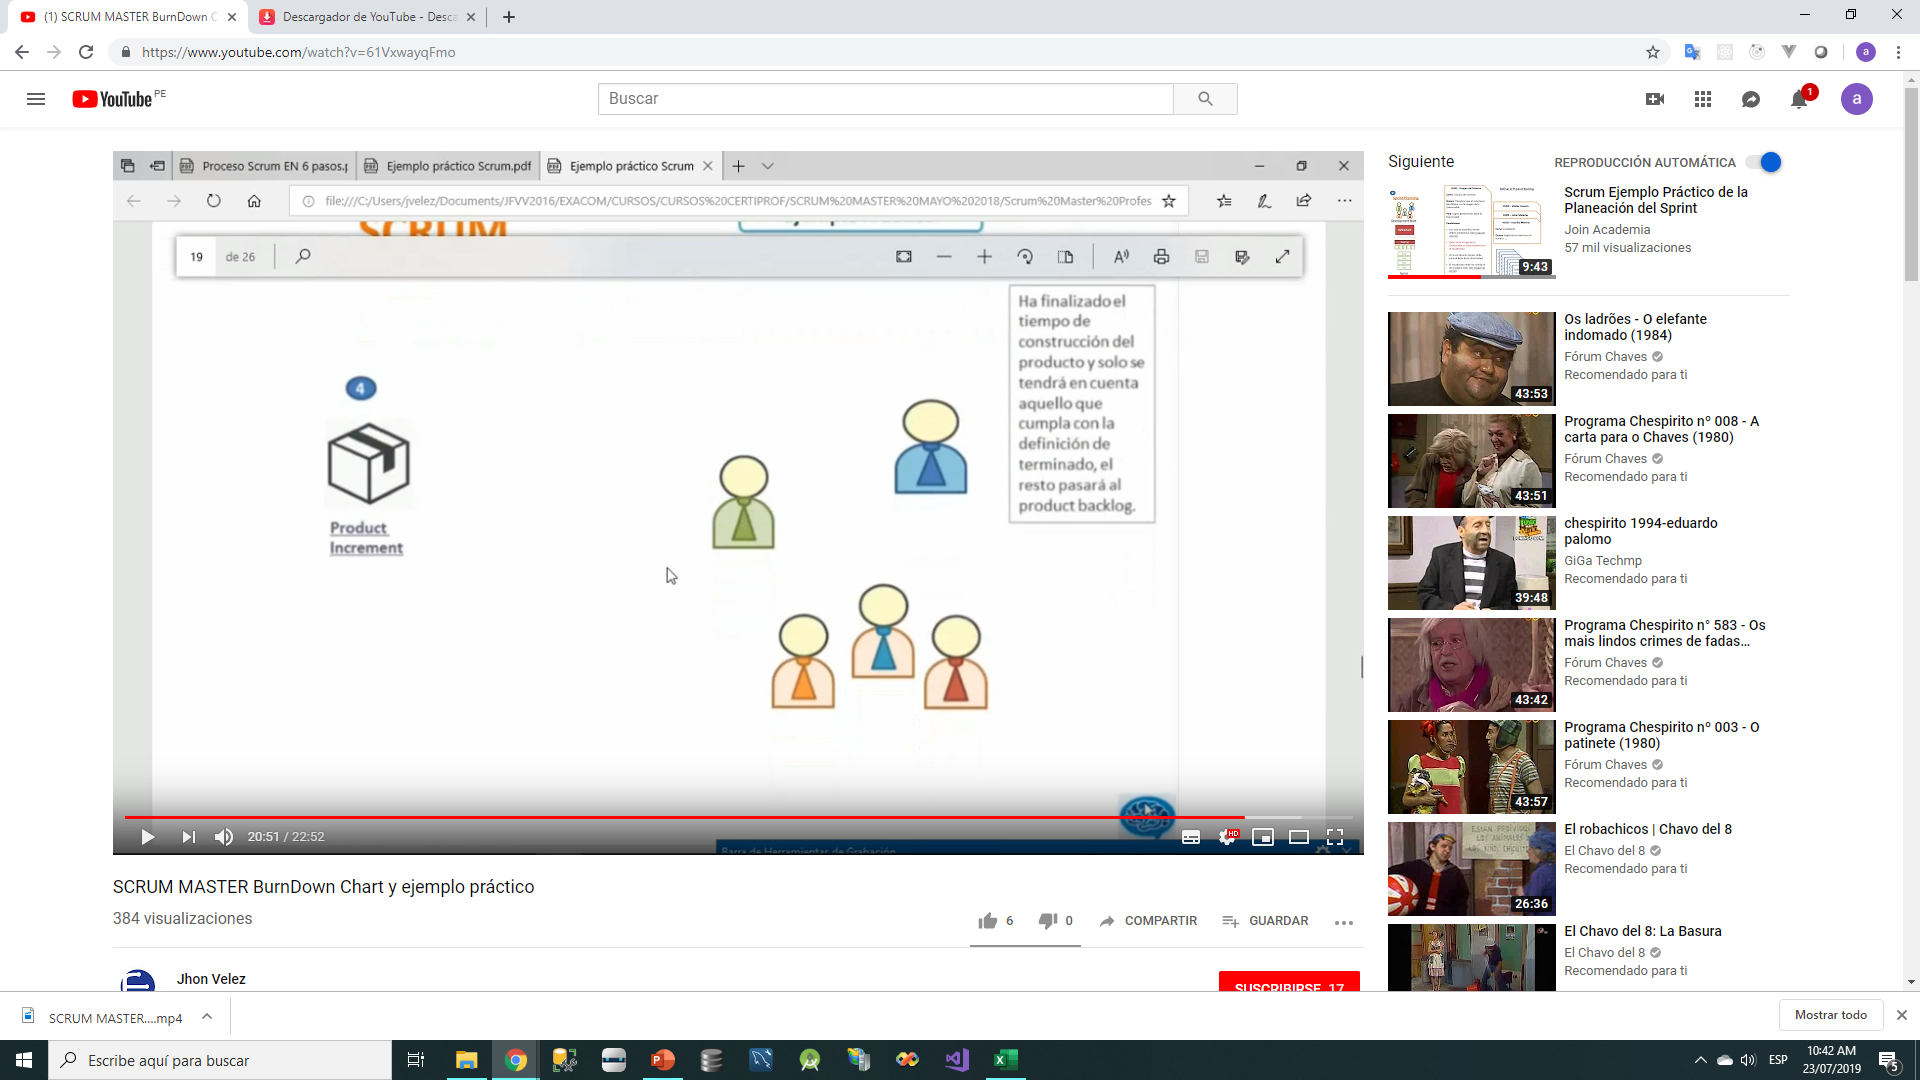 (1) SCRUM MASTER BurnDown C
Descargador de YouTube - Desca
https://www.youtube.com/watch?v=61VxwayqFmo
a
YouTube PE
Buscar
1
a
Proceso Scrum EN 6 pasos.p
Ejemplo práctico Scrum.pdf
Ejemplo práctico Scrum
file:///C:/Users/jvelez/Documents/JFVV2016/EXACOM/CURSOS/CURSOS%20CERTIPROF/SCRUM%20MASTER%20MAYO%202018/Scrum%20Master%20Profes
SCRUM
19 de 26
Ha finalizado el
tiempo de
construcción del
producto y solo se
tendrá en cuenta
aquello que
cumpla con la
definición de
terminado, el
resto pasará al
product backlog.
4
Product
Increment
Barra de Herramientas de Grabación
20:51 / 22:52
HD
SCRUM MASTER BurnDown Chart y ejemplo práctico
384 visualizaciones
6
0
COMPARTIR
GUARDAR
Jhon Velez
SUSCRIBIRSE 17
Siguiente
REPRODUCCIÓN AUTOMÁTICA
9:43
Scrum Ejemplo Práctico de la
Planeación del Sprint
Join Academia
57 mil visualizaciones
43:53
Os ladrões - O elefante
indomado (1984)
Fórum Chaves
Recomendado para ti
43:51
Programa Chespirito nº 008 - A
carta para o Chaves (1980)
Fórum Chaves
Recomendado para ti
39:48
chespirito 1994-eduardo
palomo
GiGa Techmp
Recomendado para ti
43:42
Programa Chespirito n° 583 - Os
mais lindos crimes de fadas...
Fórum Chaves
Recomendado para ti
43:57
Programa Chespirito nº 003 - O
patinete (1980)
Fórum Chaves
Recomendado para ti
26:36
El robachicos | Chavo del 8
El Chavo del 8
Recomendado para ti
El Chavo del 8: La Basura
El Chavo del 8
Recomendado para ti
SCRUM MASTER....mp4
Mostrar todo
Escribe aquí para buscar
ESP
10:42 AM
23/07/2019
5